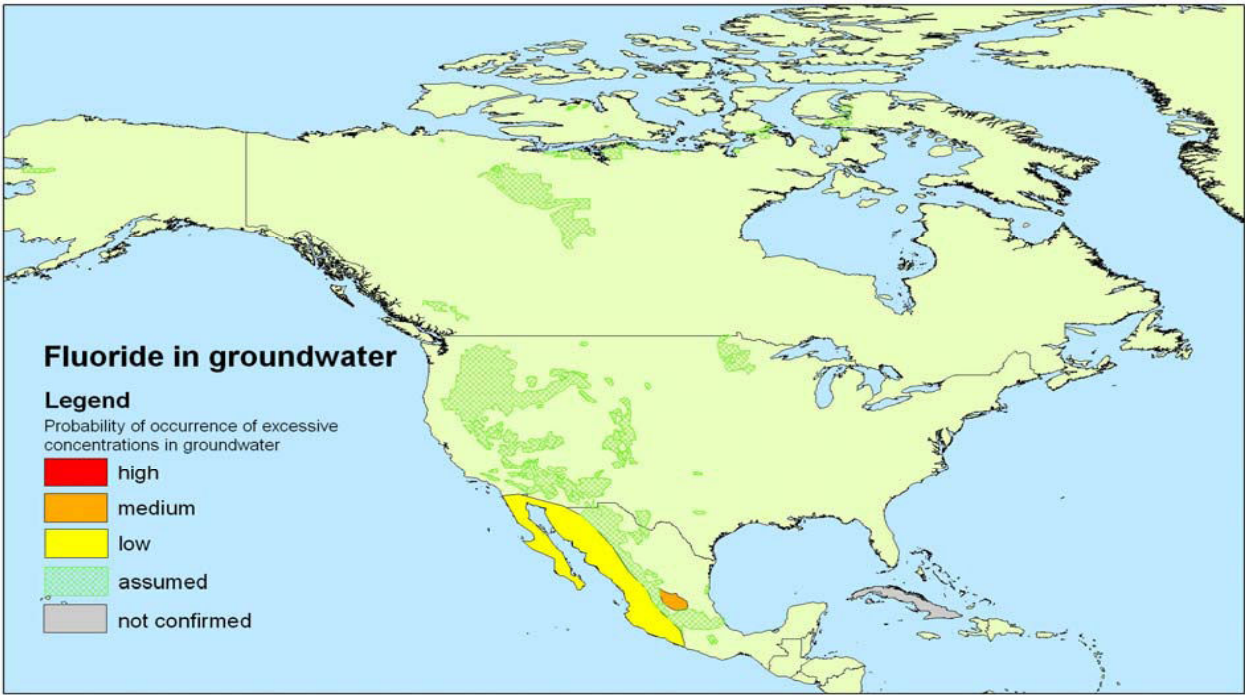 Fluoride in groundwater
Legend
Probability of occurrence of excessive
concentrations in groundwater
high
medium
low
assumed
not confirmed